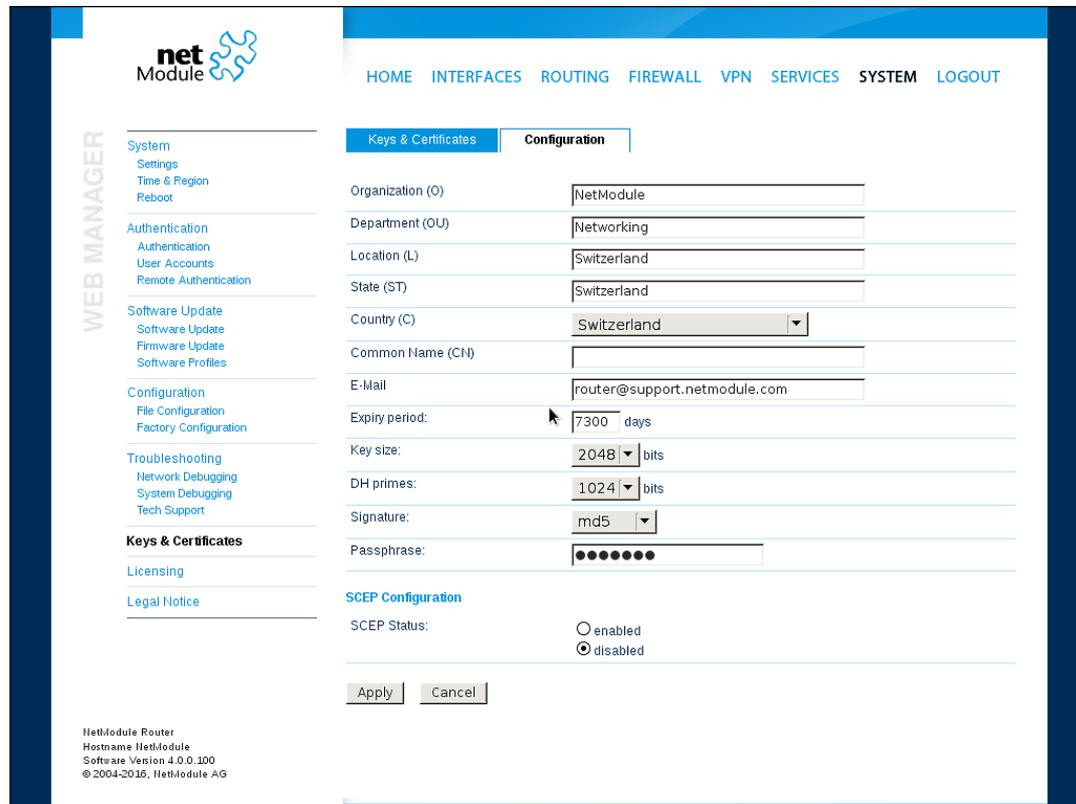 net
Module
HOME INTERFACES ROUTING FIREWALL VPN SERVICES SYSTEM LOGOUT
WEB MANAGER
System
Settings
Time & Region
Reboot
Authentication
Authentication
User Accounts
Remote Authentication
Software Update
Software Update
Firmware Update
Software Profiles
Configuration
File Configuration
Factory Configuration
Troubleshooting
Network Debugging
System Debugging
Tech Support
Keys & Certificates
Licensing
Legal Notice
Keys & Certificates Configuration
Organization (O) NetModule
Department (OU) Networking
Location (L) Switzerland
State (ST) Switzerland
Country (C) Switzerland
Common Name (CN)
E-Mail router@support.netmodule.com
Expiry period: 7300 days
Key size: 2048 bits
DH primes: 1024 bits
Signature: md5
Passphrase: ●●●●●●●
SCEP Configuration
SCEP Status: enabled
disabled
Apply Cancel
NetModule Router
Hostname NetModule
Software Version 4.0.0.100
© 2004-2016, NetModule AG